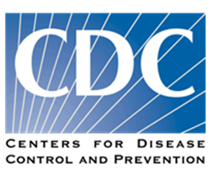 CDC
CENTERS FOR DISEASE
CONTROL AND PREVENTION